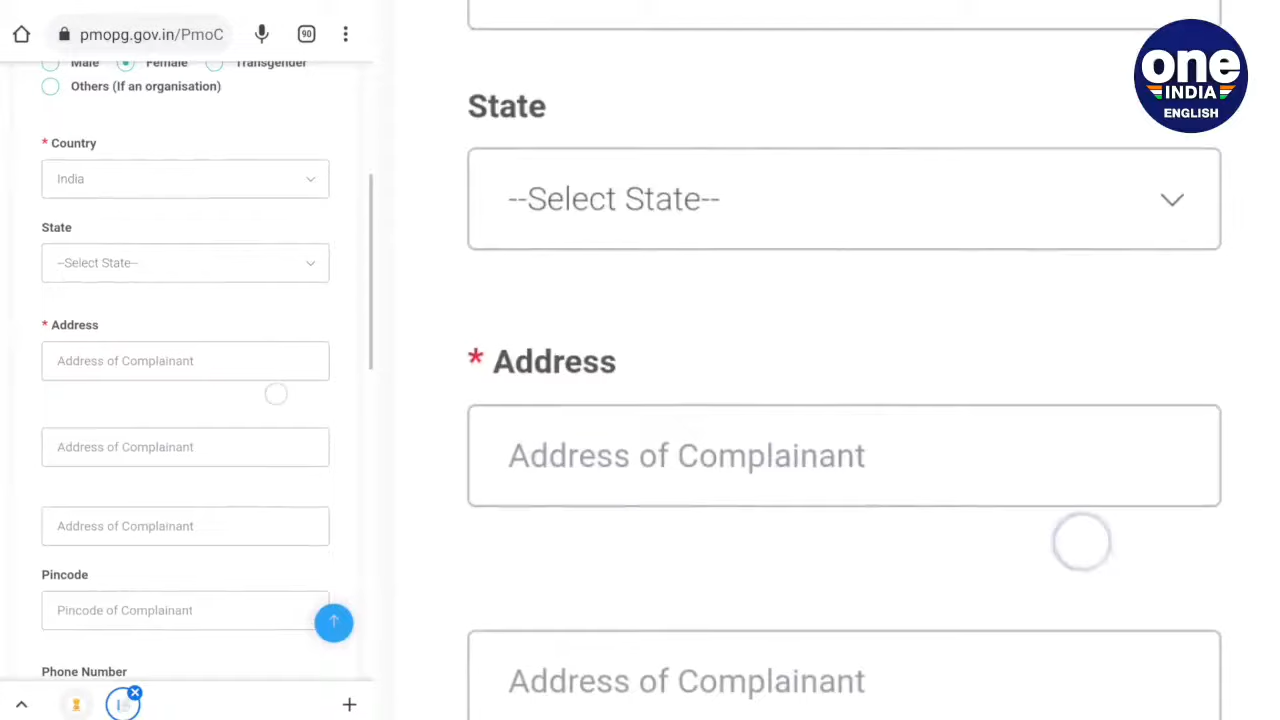 pmopg.gov.in/PmoC
90
Male Female Transgender
Others (If an organisation)
* Country
India
State
--Select State--
* Address
Address of Complainant
Address of Complainant
Address of Complainant
Pincode
Pincode of Complainant
Phone Number
State
--Select State--
* Address
Address of Complainant
Address of Complainant
one
INDIA
ENGLISH